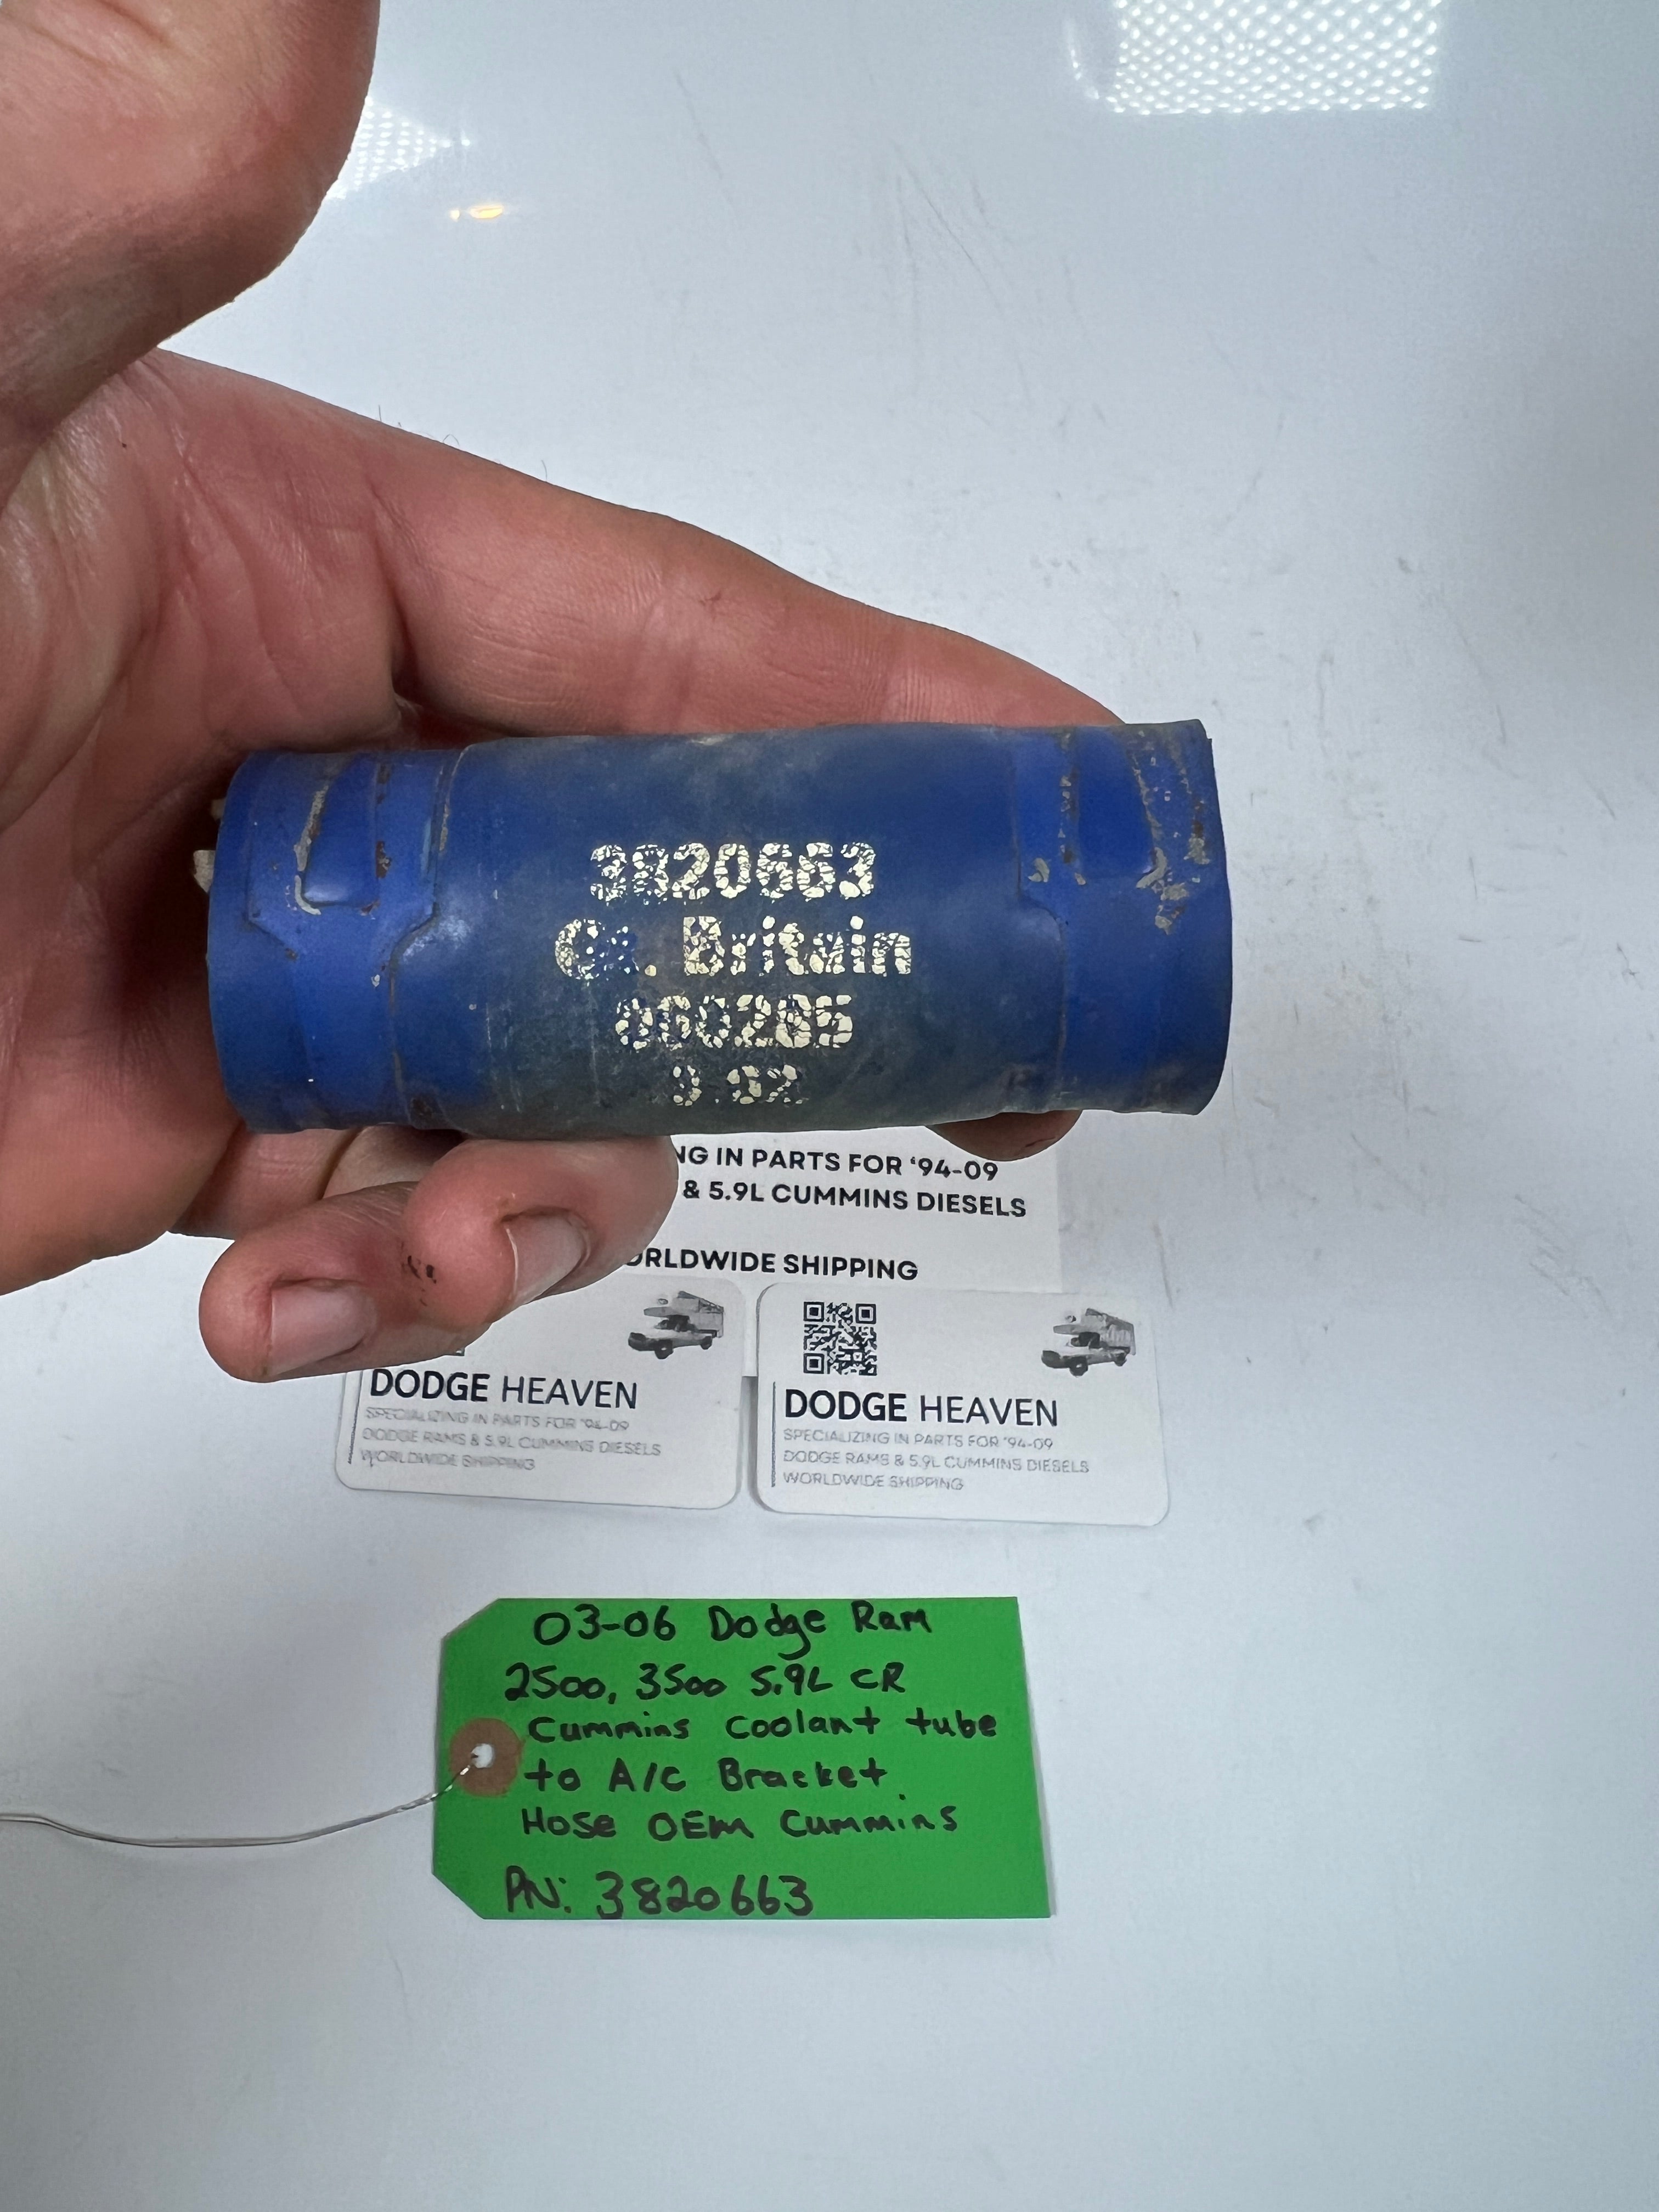 3820663
Gt. Britain
060285
NG IN PARTS FOR '94-09
& 5.9L CUMMINS DIESELS
ORLDWIDE SHIPPING
DODGE HEAVEN
SPECIALIZING IN PARTS FOR '94-09
DODGE RAMS & 5.9L CUMMINS DIESELS
WORLDWIDE SHIPPING
DODGE HEAVEN
SPECIALIZING IN PARTS FOR '94-09
DODGE RAMS & 5.9L CUMMINS DIESELS
WORLDWIDE SHIPPING
03-06 Dodge Ram
2500, 3500 5.9L CR
Cummins Coolant tube
to A/C Bracket
Hose OEM Cummins
PN: 3820663